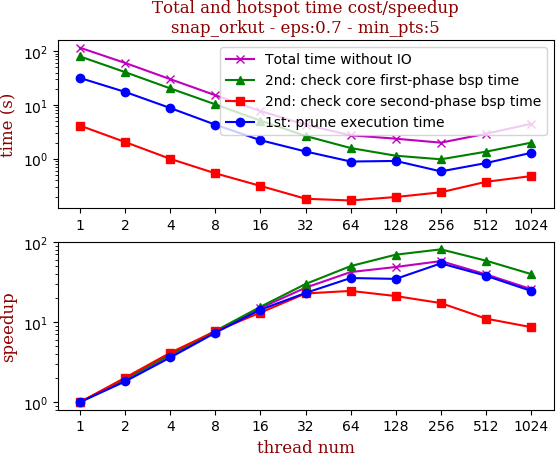 Total and hotspot time cost/speedup
snap_orkut - eps:0.7 - min_pts:5
10²
10¹
10⁰
time (s)
Total time without IO
2nd: check core first-phase bsp time
2nd: check core second-phase bsp time
1st: prune execution time
1 2 4 8 16 32 64 128 256 512 1024
10²
10¹
10⁰
speedup
1 2 4 8 16 32 64 128 256 512 1024
thread num